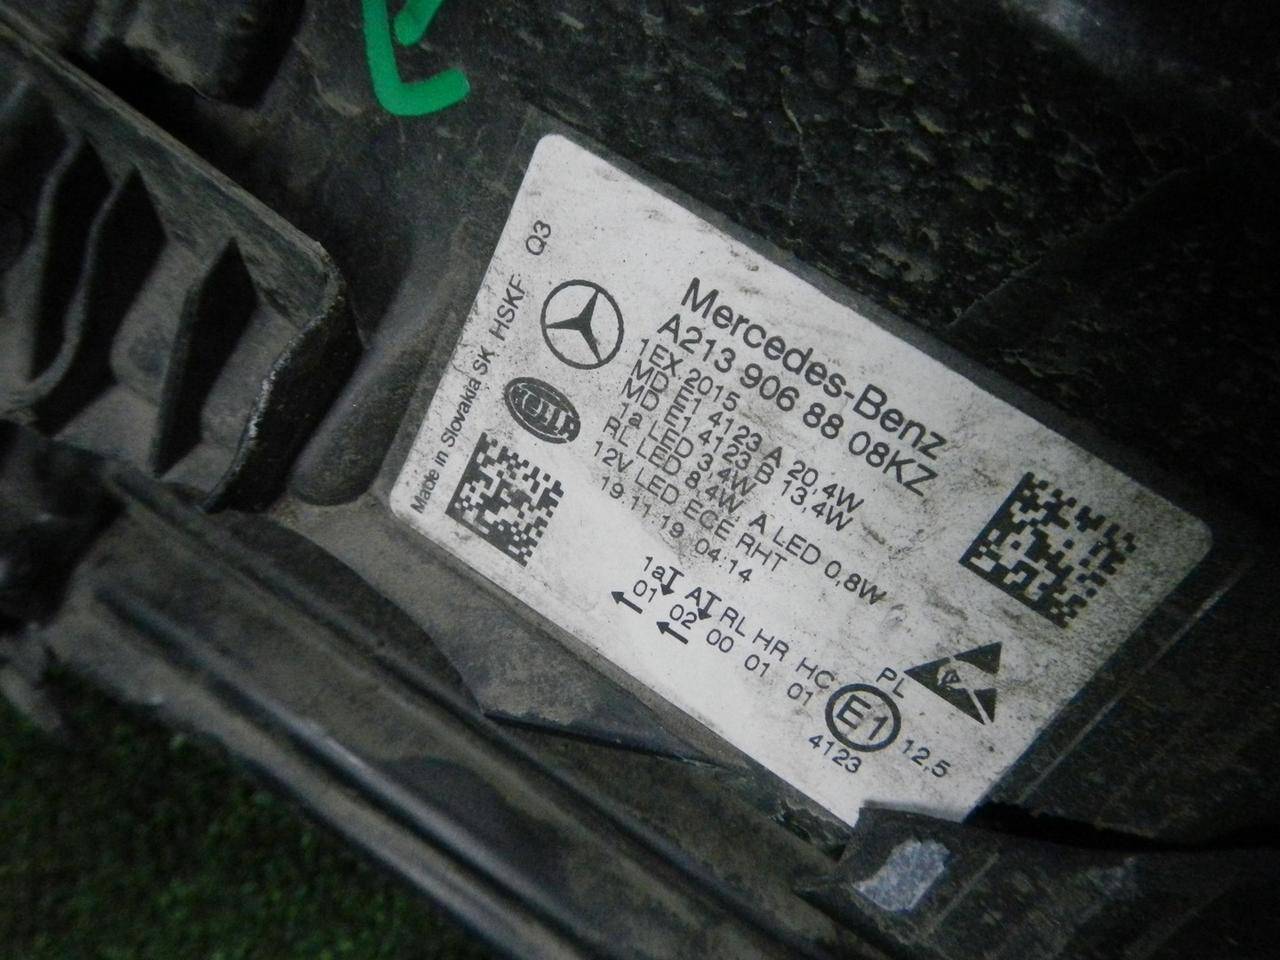 Mercedes-Benz
A213 906 88 08KZ
1EX 2015
MD E1 4123 A 20,4W
MD E1 4123 B 13,4W
1a LED 3,4W
RL LED 8,4W A LED 0,8W
12V LED ECE RHT
19.11.19 04:14
Made in Slovakia SK HSKF Q3
HELLA
1a AT RL HR HC PL
01 02 00 01 01 E1 12,5
4123